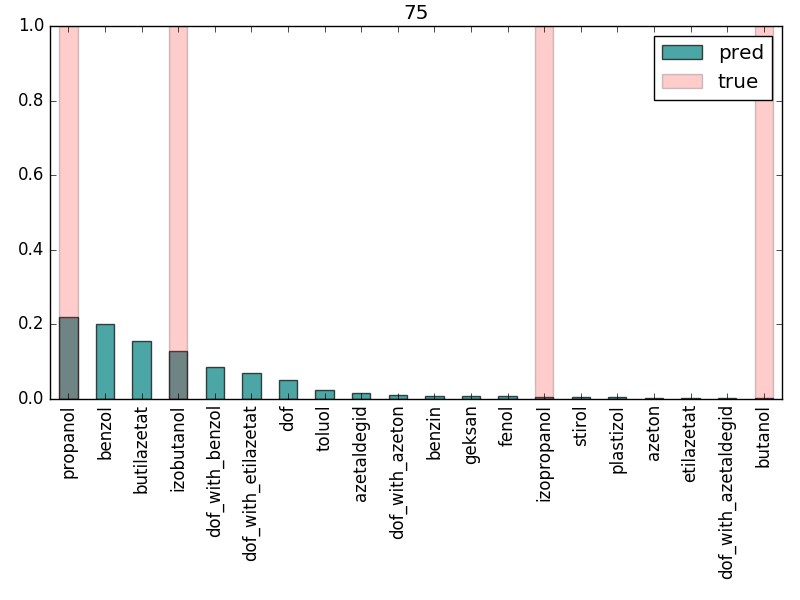 75
1.0
0.8
0.6
0.4
0.2
0.0
pred
true
propanol
benzol
butilazetat
izobutanol
dof_with_benzol
dof_with_etilazetat
dof
toluol
azetaldegid
dof_with_azeton
benzin
geksan
fenol
izopropanol
stirol
plastizol
azeton
etilazetat
dof_with_azetaldegid
butanol